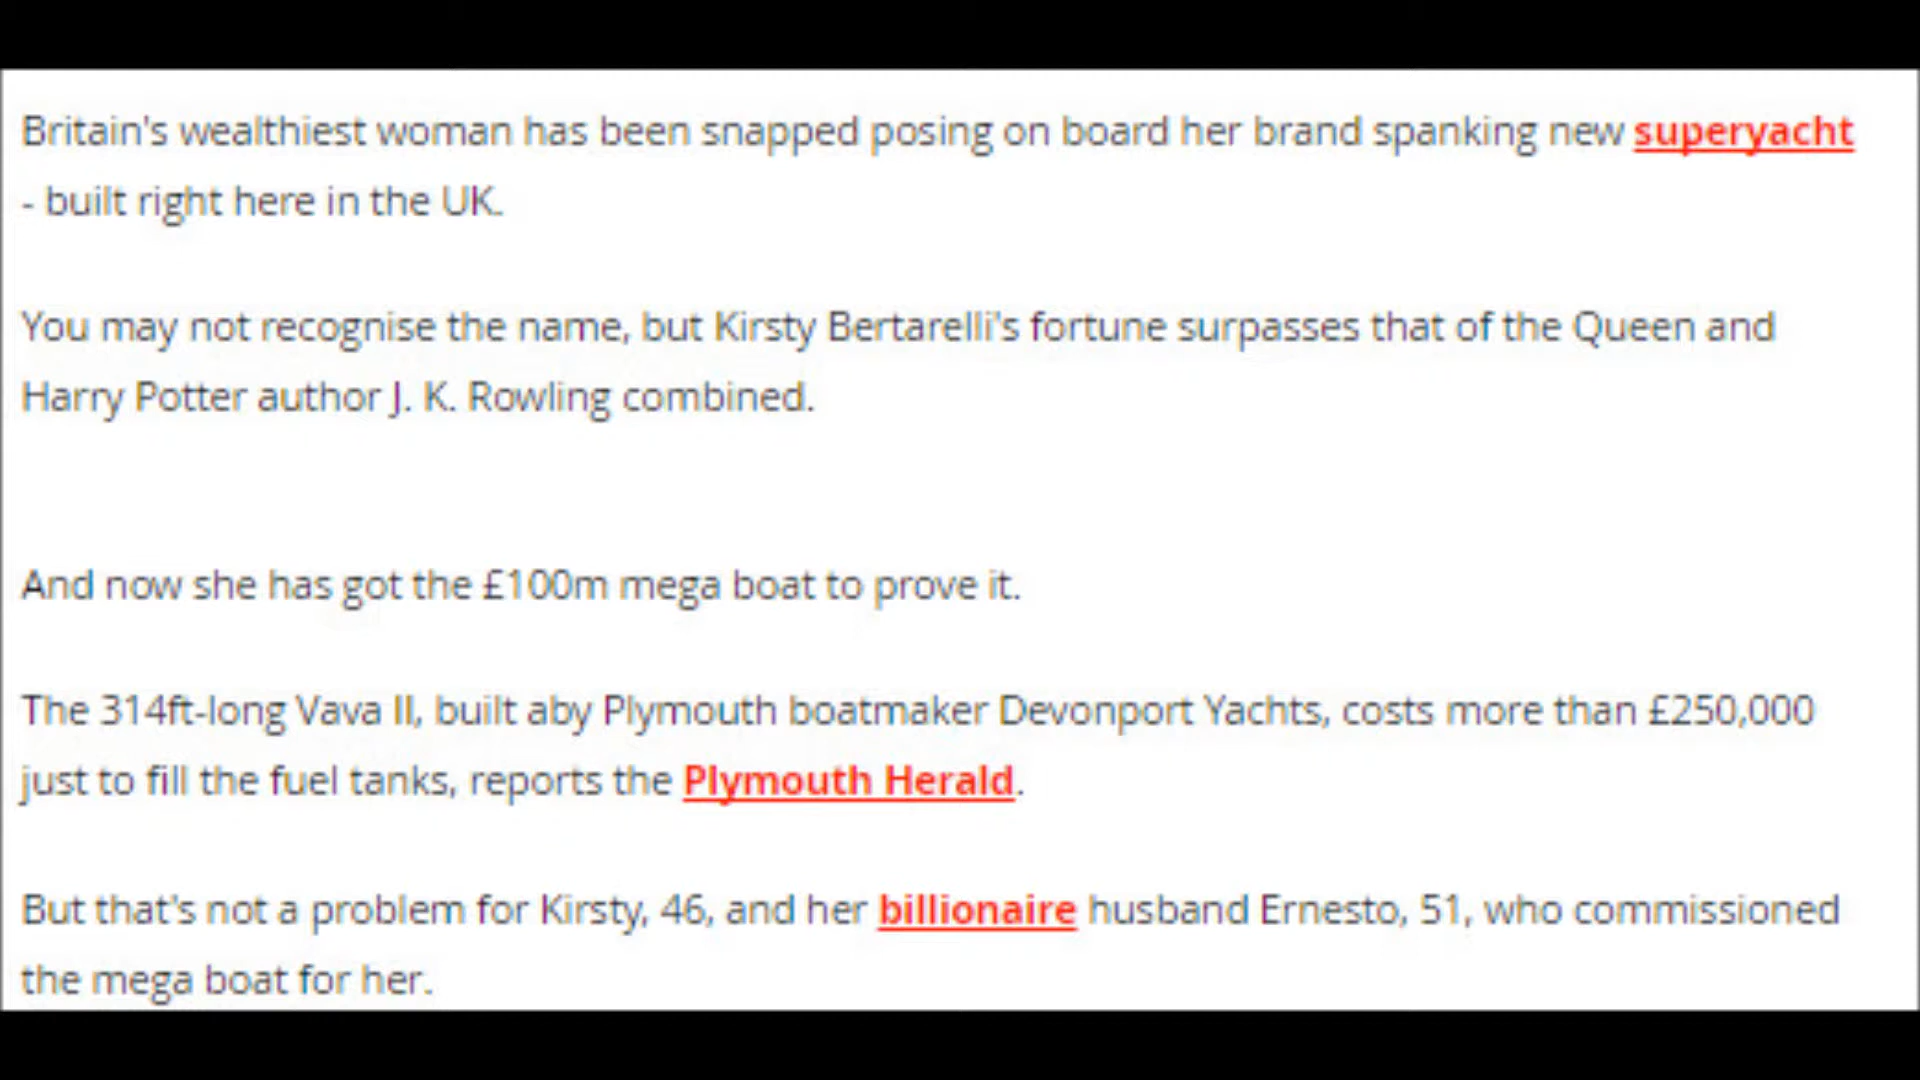 Britain's wealthiest woman has been snapped posing on board her brand spanking new superyacht
- built right here in the UK.
You may not recognise the name, but Kirsty Bertarelli's fortune surpasses that of the Queen and
Harry Potter author J. K. Rowling combined.
And now she has got the £100m mega boat to prove it.
The 314ft-long Vava II, built aby Plymouth boatmaker Devonport Yachts, costs more than £250,000
just to fill the fuel tanks, reports the Plymouth Herald.
But that's not a problem for Kirsty, 46, and her billionaire husband Ernesto, 51, who commissioned
the mega boat for her.